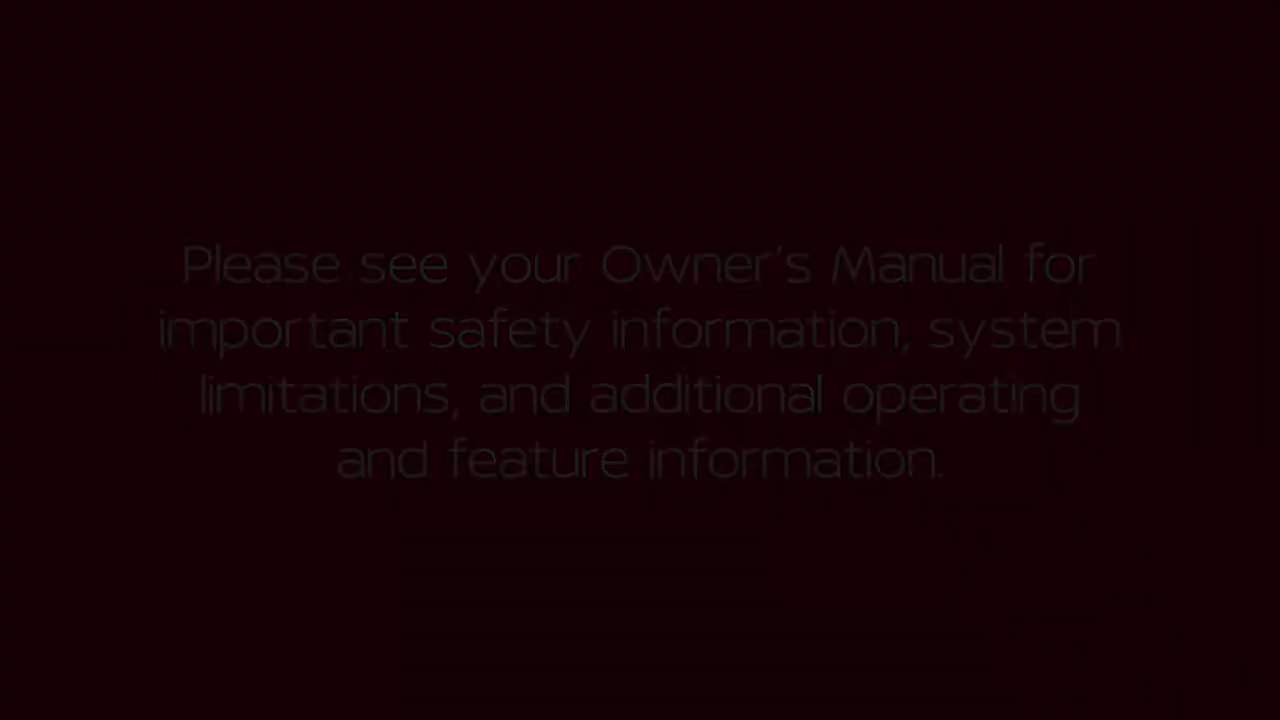 Please see your Owner's Manual for
important safety information, system
limitations, and additional operating
and feature information.